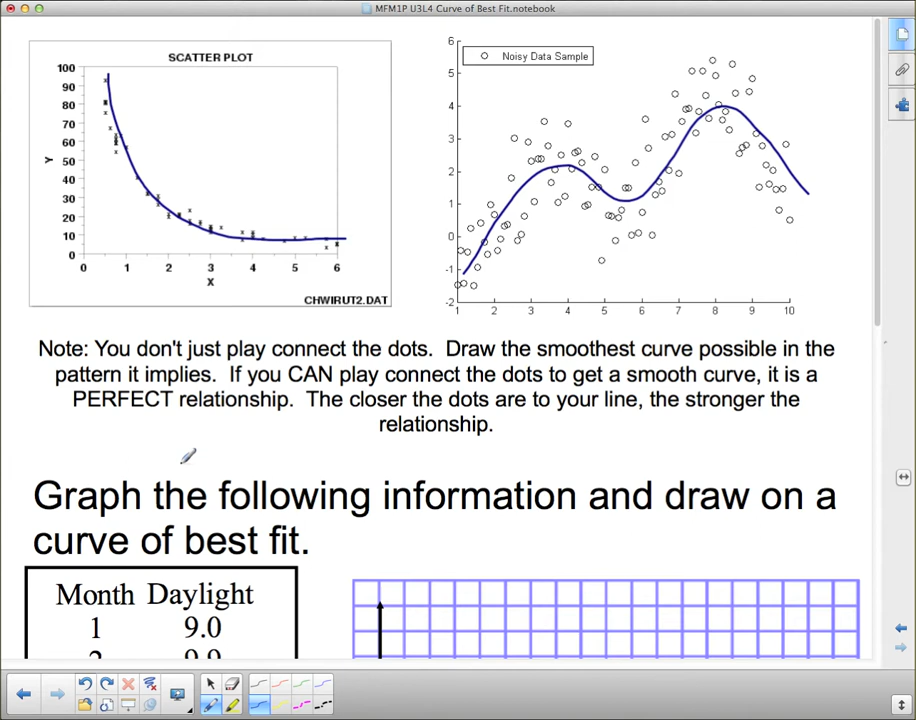 MFM1P U3L4 Curve of Best Fit.notebook
SCATTER PLOT
100
90
80
70
60
50
40
30
20
10
0
Y
0 1 2 3 4 5 6
X
CHWIRUT2.DAT
6
5
4
3
2
1
0
-1
-2
Noisy Data Sample
1 2 3 4 5 6 7 8 9 10
Note: You don't just play connect the dots. Draw the smoothest curve possible in the
pattern it implies. If you CAN play connect the dots to get a smooth curve, it is a
PERFECT relationship. The closer the dots are to your line, the stronger the
relationship.
Graph the following information and draw on a
curve of best fit.
Month Daylight
1 9.0
2 9.9